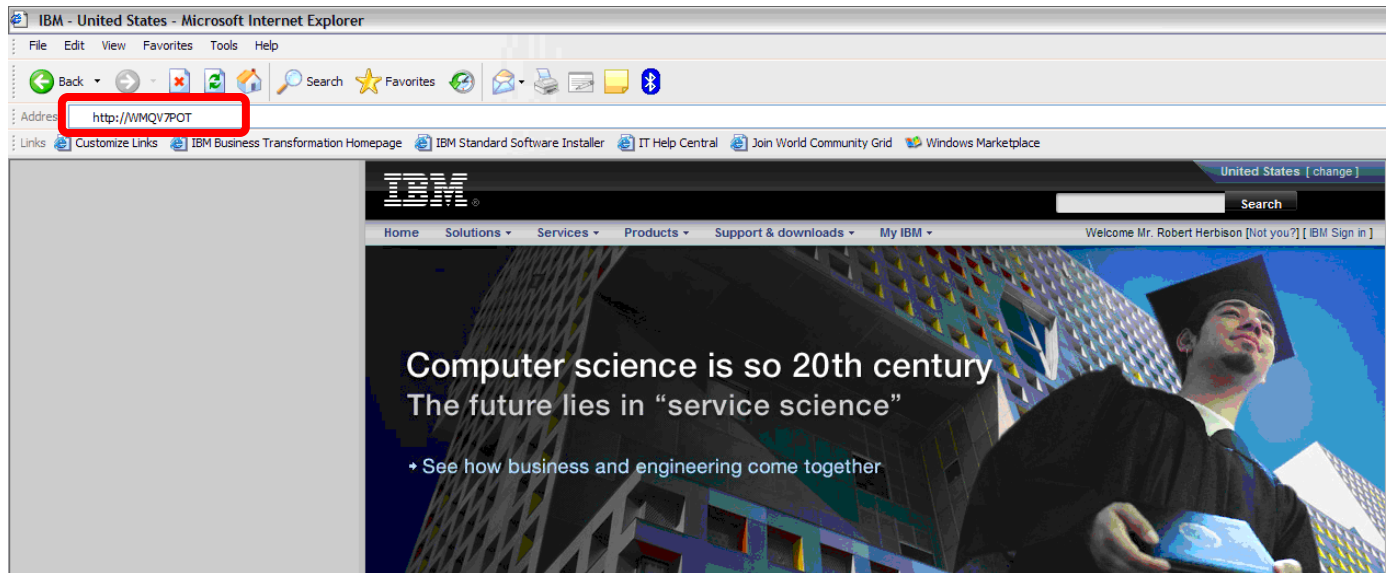 IBM - United States - Microsoft Internet Explorer
File Edit View Favorites Tools Help
Back Search Favorites
Address http://WMQV7POT
Links Customize Links IBM Business Transformation Homepage IBM Standard Software Installer IT Help Central Join World Community Grid Windows Marketplace
United States [ change ]
IBM ®
Search
Home Solutions Services Products Support & downloads My IBM Welcome Mr. Robert Herbison [Not you?] [ IBM Sign in ]
Computer science is so 20th century
The future lies in “service science”
See how business and engineering come together